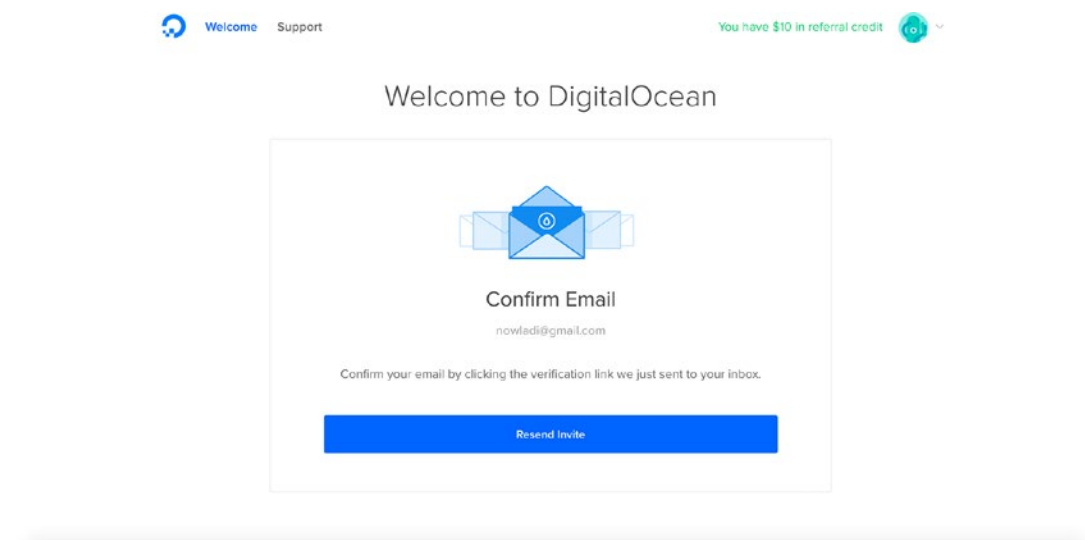 Welcome Support You have $10 in referral credit
Welcome to DigitalOcean
Confirm Email
nowladi@gmail.com
Confirm your email by clicking the verification link we just sent to your inbox.
Resend Invite